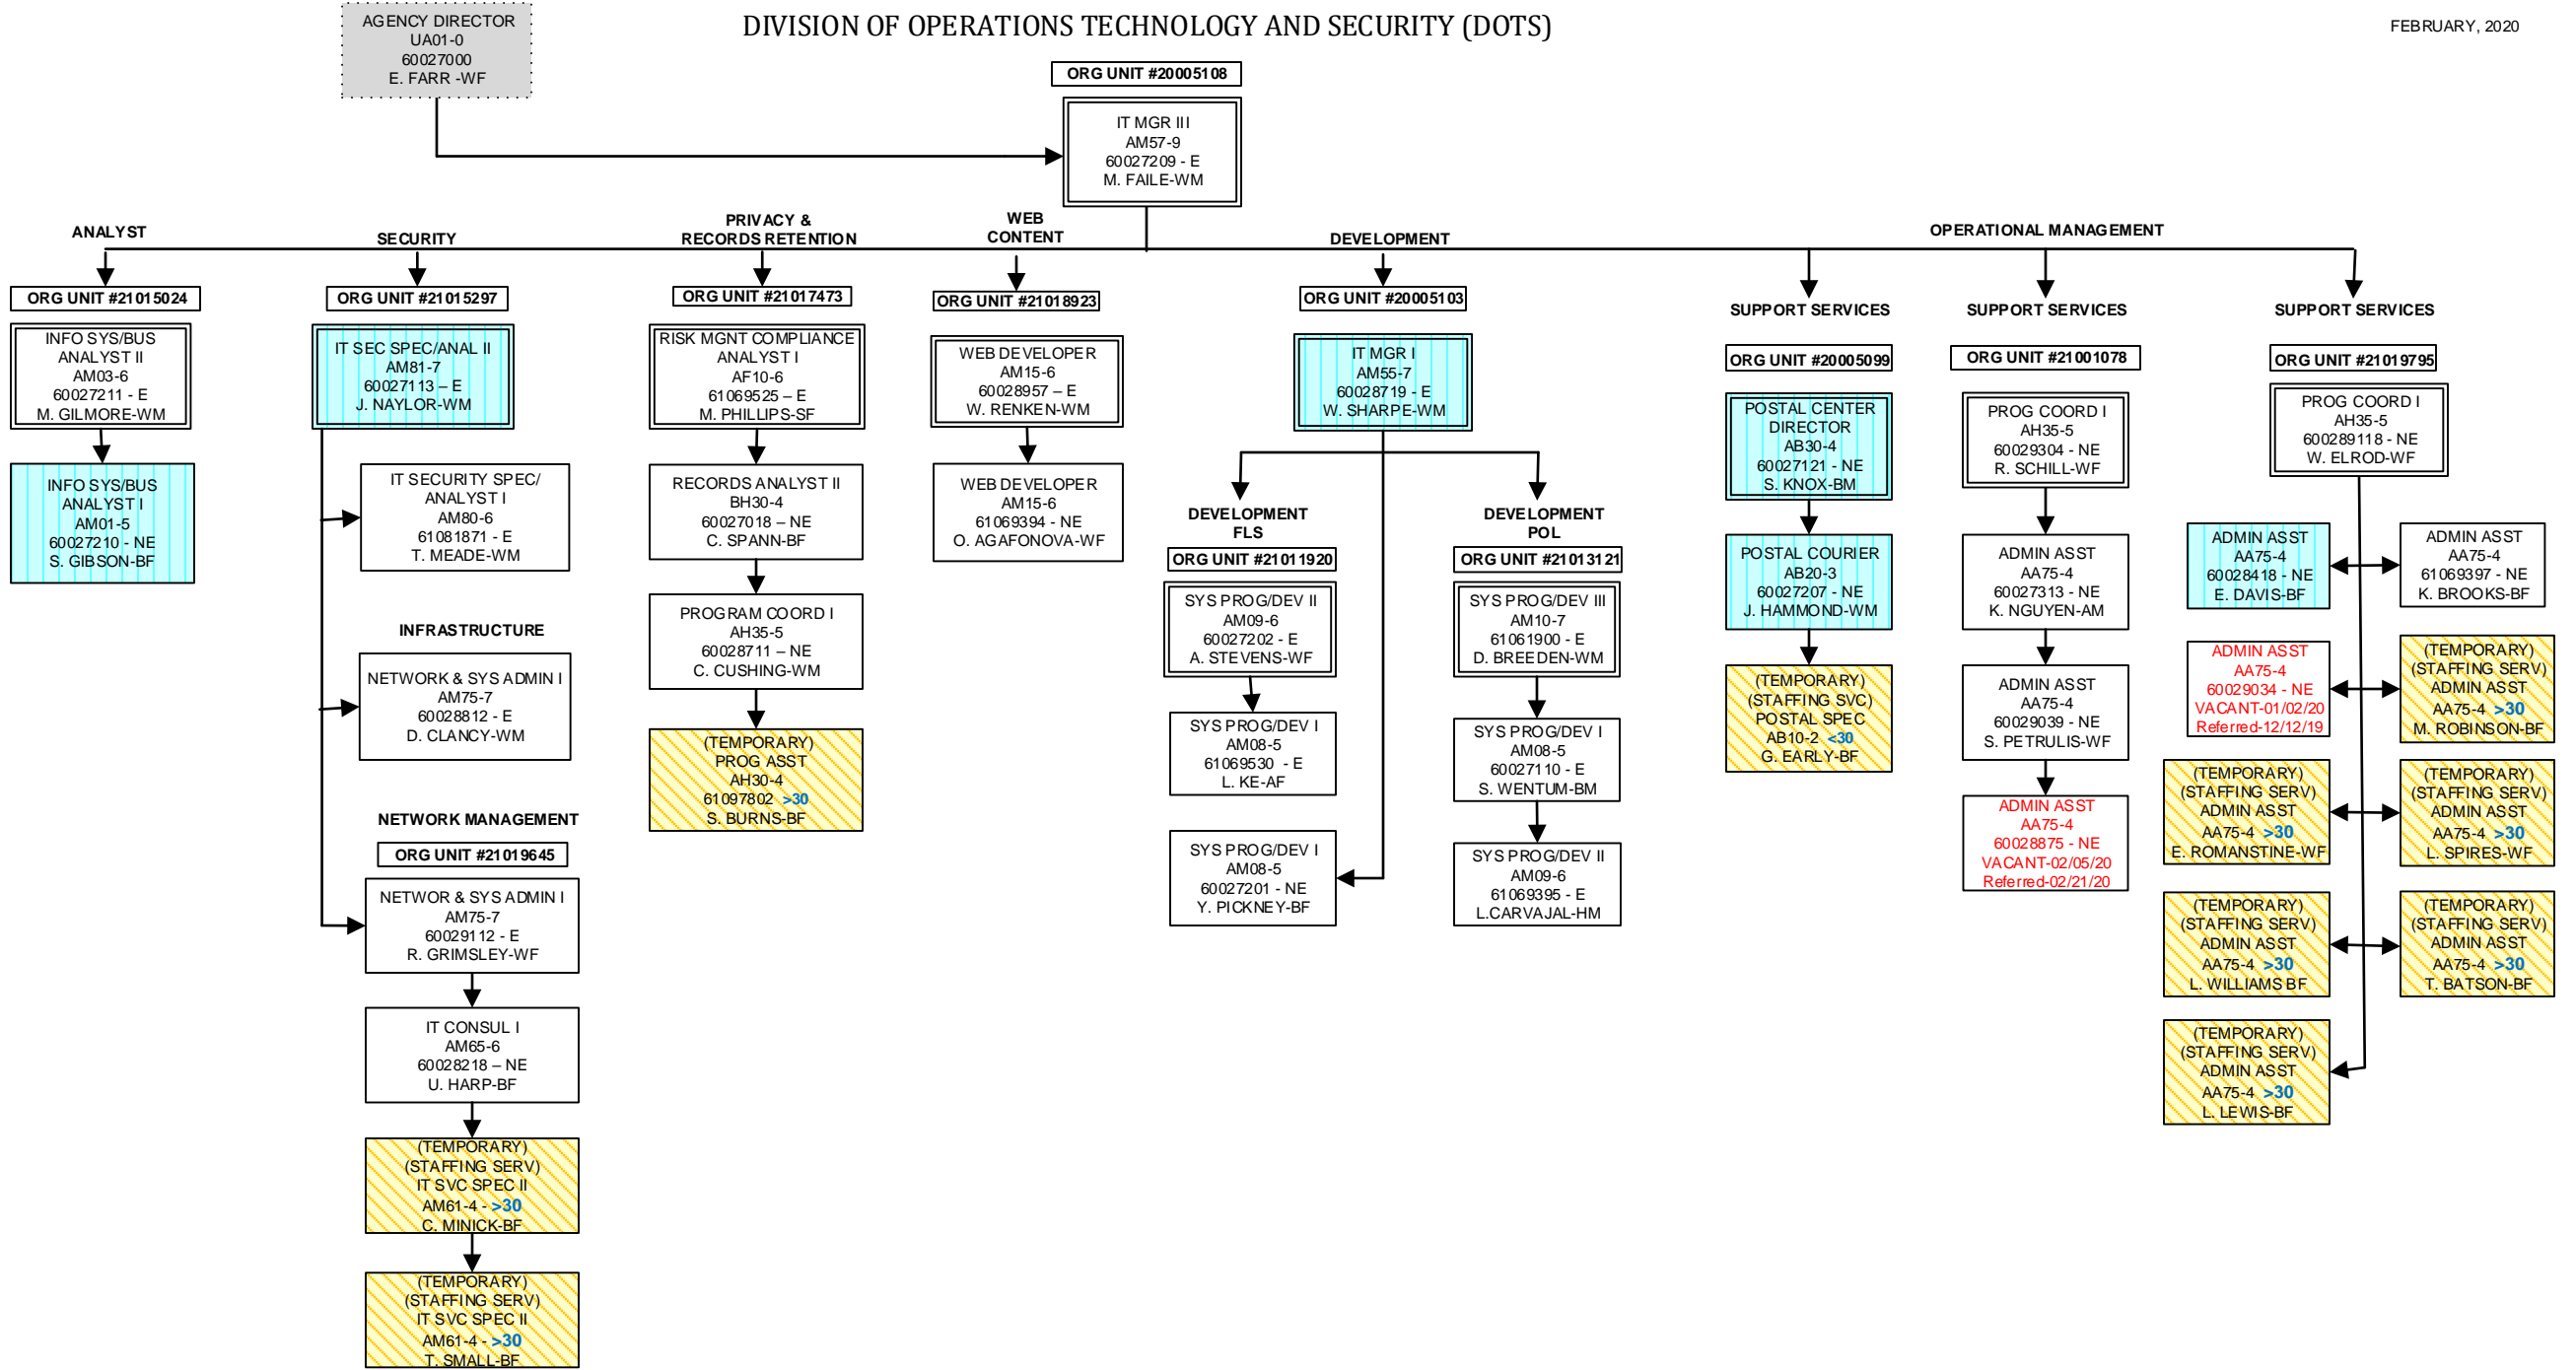 AGENCY DIRECTOR
UA01-0
60027000
E. FARR -WF
DIVISION OF OPERATIONS TECHNOLOGY AND SECURITY (DOTS)
FEBRUARY, 2020
ORG UNIT #20005108
IT MGR III
AM57-9
60027209 - E
M. FAILE-WM
ANALYST
ORG UNIT #21015024
INFO SYS/BUS
ANALYST II
AM03-6
60027211 - E
M. GILMORE-WM
INFO SYS/BUS
ANALYST I
AM01-5
60027210 - NE
S. GIBSON-BF
SECURITY
ORG UNIT #21015297
IT SEC SPEC/ANAL II
AM81-7
60027113 – E
J. NAYLOR-WM
IT SECURITY SPEC/
ANALYST I
AM80-6
61081871 - E
T. MEADE-WM
INFRASTRUCTURE
NETWORK & SYS ADMIN I
AM75-7
60028812 - E
D. CLANCY-WM
NETWORK MANAGEMENT
ORG UNIT #21019645
NETWOR & SYS ADMIN I
AM75-7
60029112 - E
R. GRIMSLEY-WF
IT CONSUL I
AM65-6
60028218 – NE
U. HARP-BF
(TEMPORARY)
(STAFFING SERV)
IT SVC SPEC II
AM61-4 - >30
C. MINICK-BF
(TEMPORARY)
(STAFFING SERV)
IT SVC SPEC II
AM61-4 - >30
T. SMALL-BF
PRIVACY &
RECORDS RETENTION
ORG UNIT #21017473
RISK MGNT COMPLIANCE
ANALYST I
AF10-6
61069525 – E
M. PHILLIPS-SF
RECORDS ANALYST II
BH30-4
60027018 – NE
C. SPANN-BF
PROGRAM COORD I
AH35-5
60028711 – NE
C. CUSHING-WM
(TEMPORARY)
PROG ASST
AH30-4
61097802 >30
S. BURNS-BF
WEB
CONTENT
ORG UNIT #21018923
WEB DEVELOPER
AM15-6
60028957 – E
W. RENKEN-WM
WEB DEVELOPER
AM15-6
61069394 - NE
O. AGAFONOVA-WF
DEVELOPMENT
ORG UNIT #20005103
IT MGR I
AM55-7
60028719 - E
W. SHARPE-WM
DEVELOPMENT
FLS
ORG UNIT #21011920
SYS PROG/DEV II
AM09-6
60027202 - E
A. STEVENS-WF
SYS PROG/DEV I
AM08-5
61069530 - E
L. KE-AF
SYS PROG/DEV I
AM08-5
60027201 - NE
Y. PICKNEY-BF
DEVELOPMENT
POL
ORG UNIT #21013121
SYS PROG/DEV III
AM10-7
61061900 - E
D. BREEDEN-WM
SYS PROG/DEV I
AM08-5
60027110 - E
S. WENTUM-BM
SYS PROG/DEV II
AM09-6
61069395 - E
L.CARVAJAL-HM
OPERATIONAL MANAGEMENT
SUPPORT SERVICES
ORG UNIT #20005099
POSTAL CENTER
DIRECTOR
AB30-4
60027121 - NE
S. KNOX-BM
POSTAL COURIER
AB20-3
60027207 - NE
J. HAMMOND-WM
(TEMPORARY)
(STAFFING SVC)
POSTAL SPEC
AB10-2 <30
G. EARLY-BF
SUPPORT SERVICES
ORG UNIT #21001078
PROG COORD I
AH35-5
60029304 - NE
R. SCHILL-WF
ADMIN ASST
AA75-4
60027313 - NE
K. NGUYEN-AM
ADMIN ASST
AA75-4
60029039 - NE
S. PETRULIS-WF
ADMIN ASST
AA75-4
60028875 - NE
VACANT-02/05/20
Referred-02/21/20
SUPPORT SERVICES
ORG UNIT #21019795
PROG COORD I
AH35-5
600289118 - NE
W. ELROD-WF
ADMIN ASST
AA75-4
60028418 - NE
E. DAVIS-BF
ADMIN ASST
AA75-4
61069397 - NE
K. BROOKS-BF
ADMIN ASST
AA75-4
60029034 - NE
VACANT-01/02/20
Referred-12/12/19
(TEMPORARY)
(STAFFING SERV)
ADMIN ASST
AA75-4 >30
M. ROBINSON-BF
(TEMPORARY)
(STAFFING SERV)
ADMIN ASST
AA75-4 >30
E. ROMANSTINE-WF
(TEMPORARY)
(STAFFING SERV)
ADMIN ASST
AA75-4 >30
L. SPIRES-WF
(TEMPORARY)
(STAFFING SERV)
ADMIN ASST
AA75-4 >30
L. WILLIAMS BF
(TEMPORARY)
(STAFFING SERV)
ADMIN ASST
AA75-4 >30
T. BATSON-BF
(TEMPORARY)
(STAFFING SERV)
ADMIN ASST
AA75-4 >30
L. LEWIS-BF